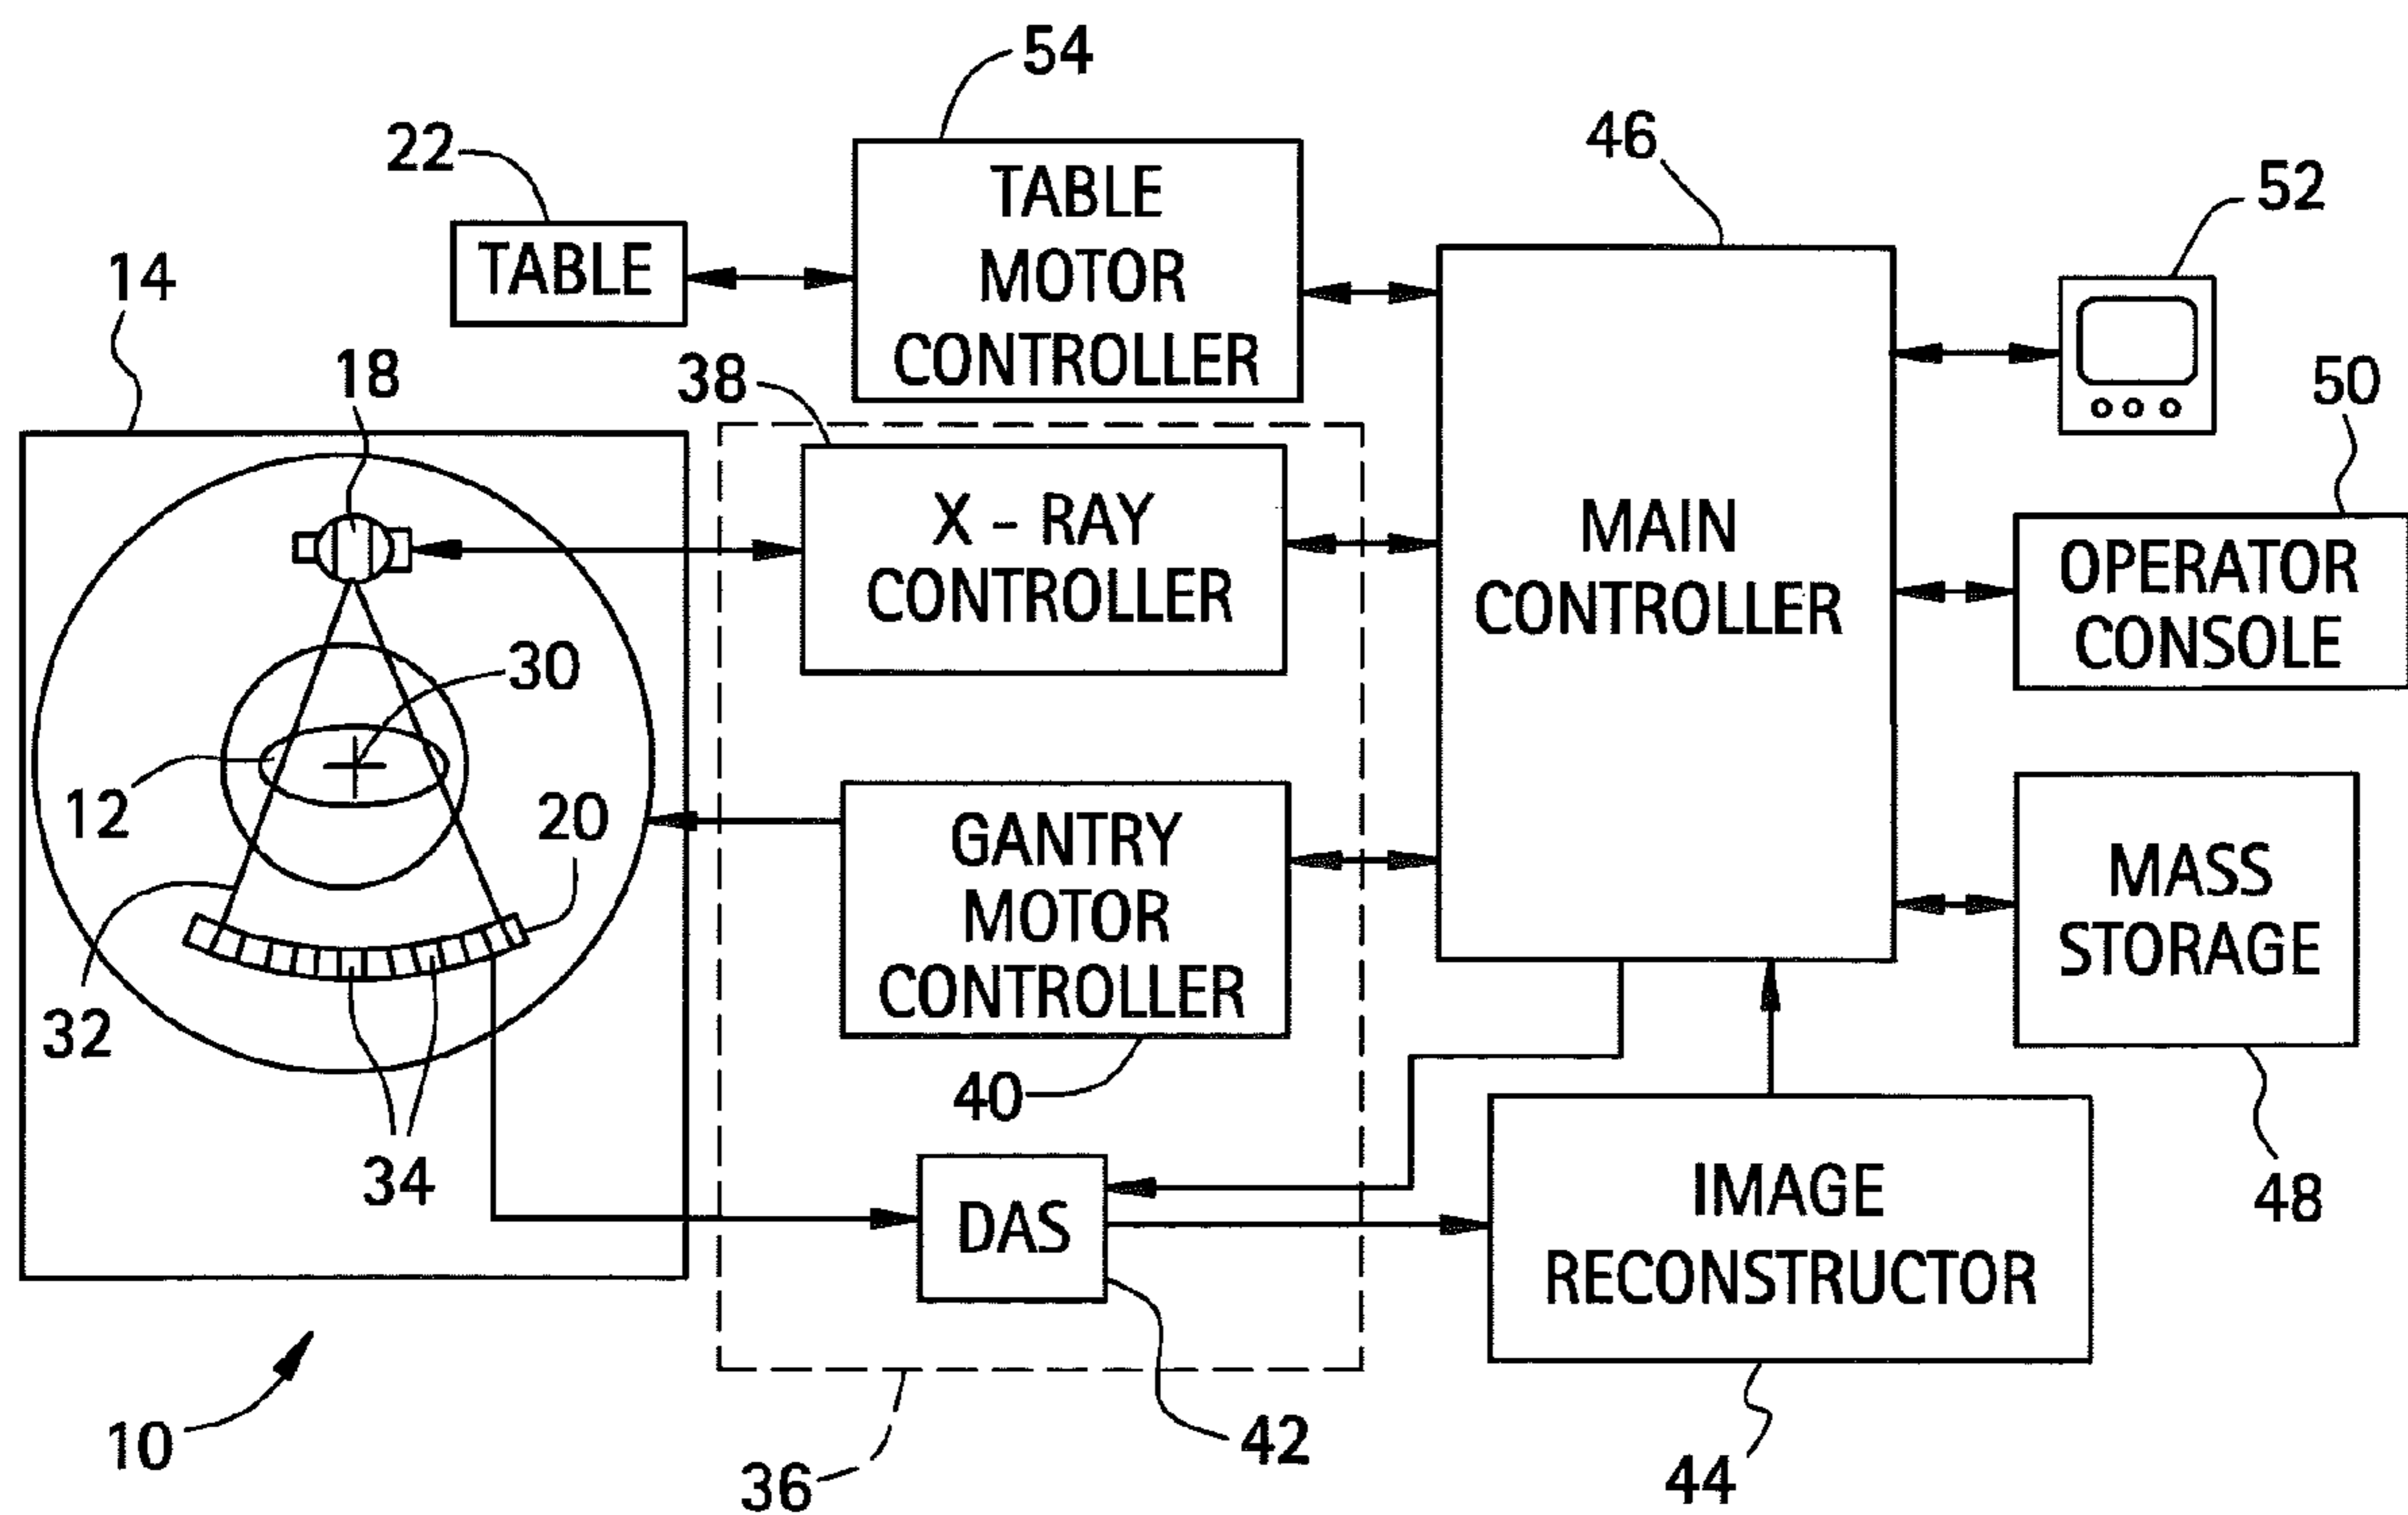 54
22
46
52
TABLE
MOTOR
CONTROLLER
TABLE
14
18
38
50
X – RAY
CONTROLLER
MAIN
CONTROLLER
OPERATOR
CONSOLE
30
12
20
GANTRY
MOTOR
CONTROLLER
MASS
STORAGE
32
40
34
DAS
IMAGE
RECONSTRUCTOR
48
10
36
42
44